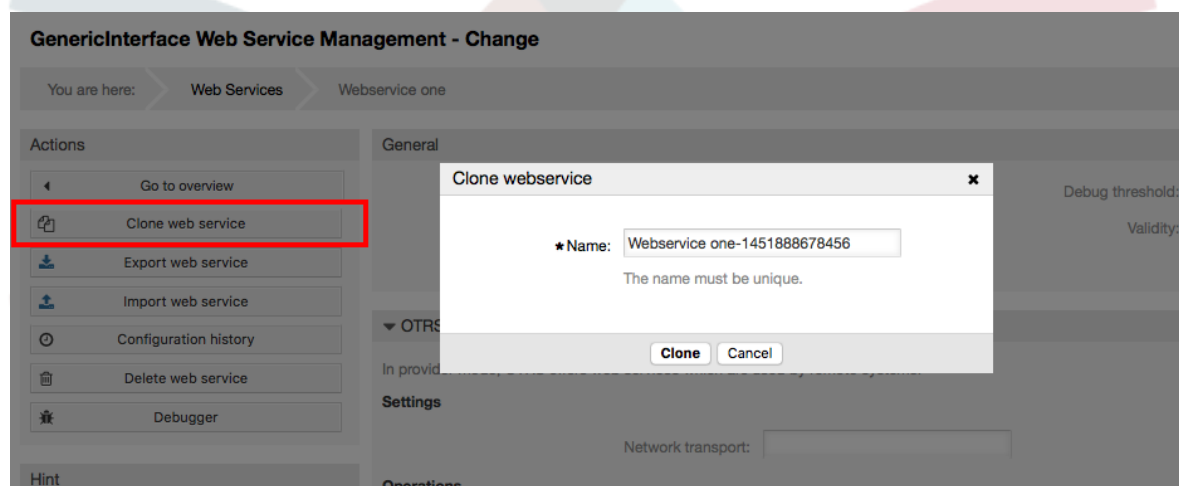 GenericInterface Web Service Management - Change
You are here: Web Services Webservice one
Actions
Go to overview
Clone web service
Export web service
Import web service
Configuration history
Delete web service
Debugger
Hint
General
Debug threshold:
Validity:
Clone webservice
* Name: Webservice one-1451888678456
The name must be unique.
Clone Cancel
OTRS
In provid
Settings
Network transport:
Operations